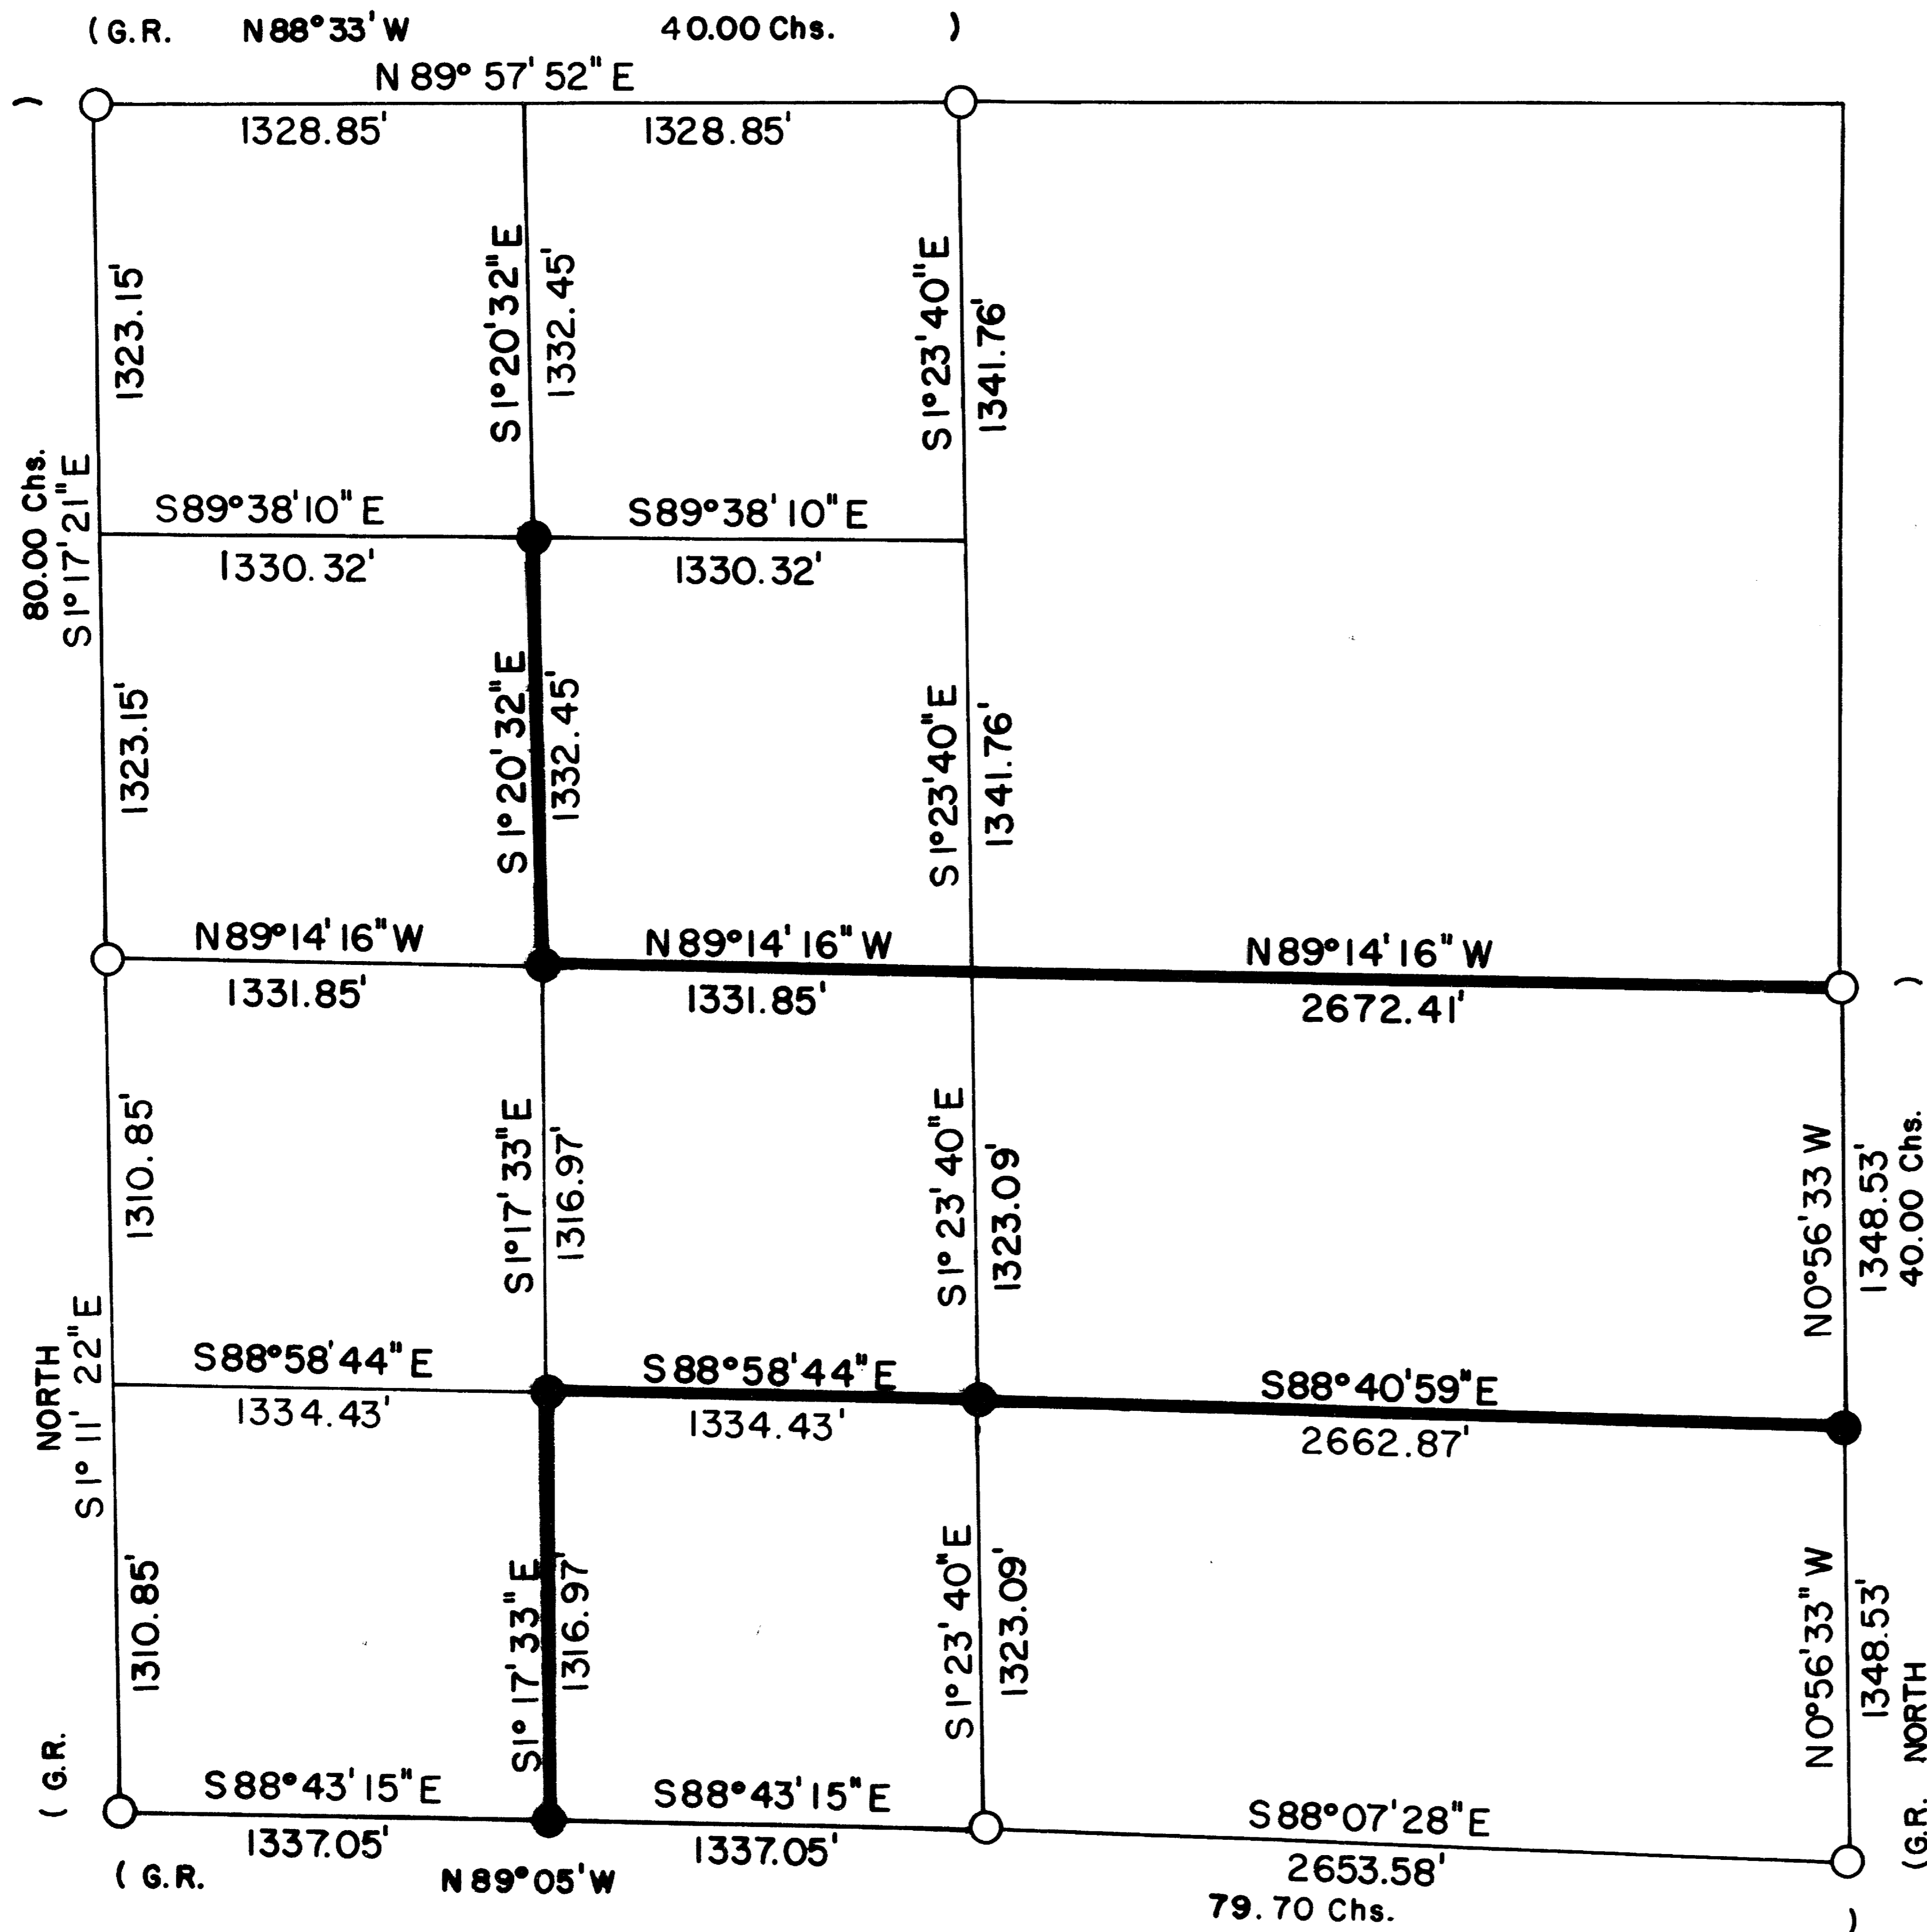 ( G.R. N88°33'W 40.00 Chs. )
N 89° 57' 52" E
)
1328.85' 1328.85'
1323.15'
S 1° 20' 32" E
1332.45'
S 1° 23' 40" E
1341.76'
80.00 Chs.
S 1° 17' 21" E
S89°38'10" E S89°38'10" E
1330.32' 1330.32'
1323.15'
S 1° 20' 32" E
1332.45'
S 1° 23' 40" E
1341.76'
N89°14'16" W N89°14'16" W N89°14'16" W
1331.85' 1331.85' 2672.41'
)
1310.85'
S1°17'33"E
1316.97'
S1° 23' 40"E
1323.09'
N0°56'33 W
1348.53'
40.00 Chs.
NORTH
S 1° 11' 22" E
S88°58'44" E S88°58'44" E S88°40'59"E
1334.43' 1334.43' 2662.87'
1310.85'
S1° 17'33" E
1316.97'
S 1° 23' 40" E
1323.09'
N0°56'33" W
1348.53'
( G.R. NORTH
( G.R.
S88°43'15" E S88°43'15" E S88°07'28" E
1337.05' 1337.05' 2653.58'
( G.R. N89°05'W 79.70 Chs. )